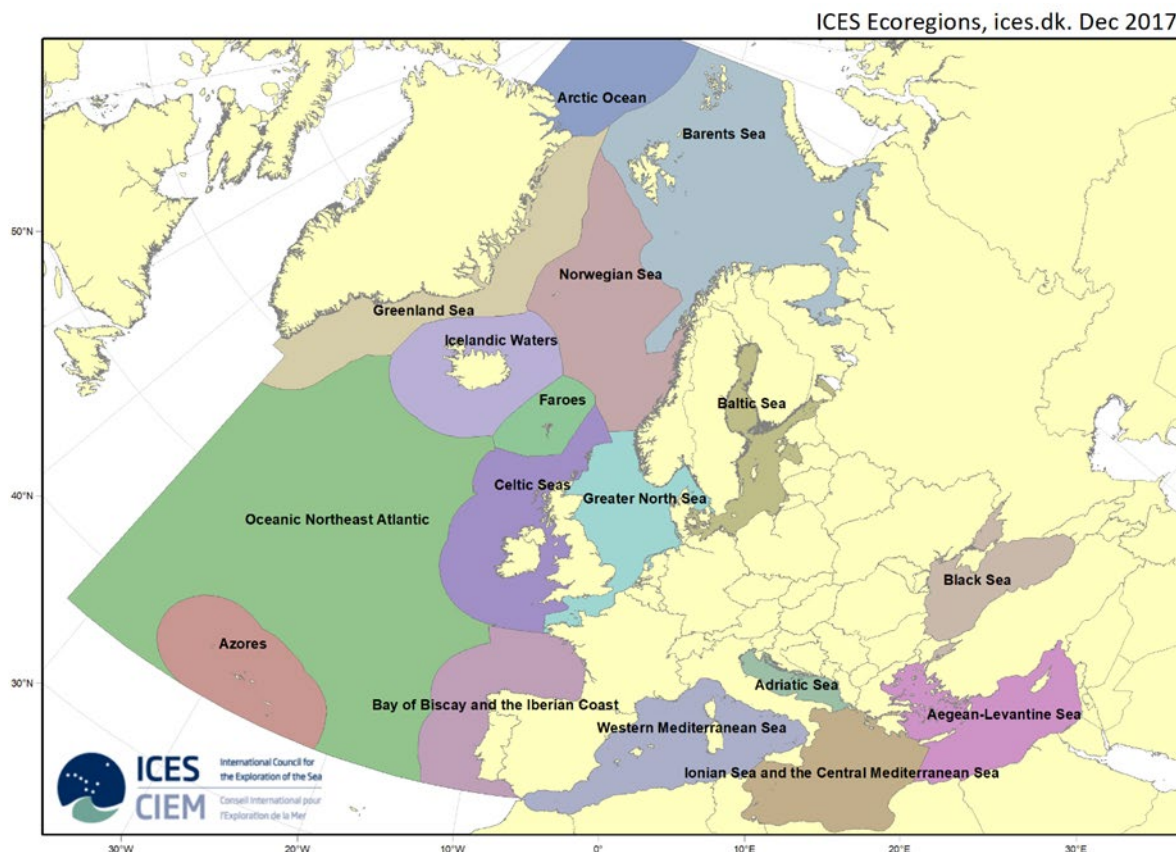 ICES Ecoregions, ices.dk. Dec 2017
Arctic Ocean
Barents Sea
50°N
Norwegian Sea
Greenland Sea
Icelandic Waters
Faroes
Baltic Sea
Celtic Seas
40°N
Greater North Sea
Oceanic Northeast Atlantic
Black Sea
Azores
30°N
Adriatic Sea
Bay of Biscay and the Iberian Coast
Aegean-Levantine Sea
Western Mediterranean Sea
Ionian Sea and the Central Mediterranean Sea
ICES
International Council for
the Exploration of the Sea
CIEM
Conseil International pour
l'Exploration de la Mer
30°W
20°W
10°W
0°
10°E
20°E
30°E